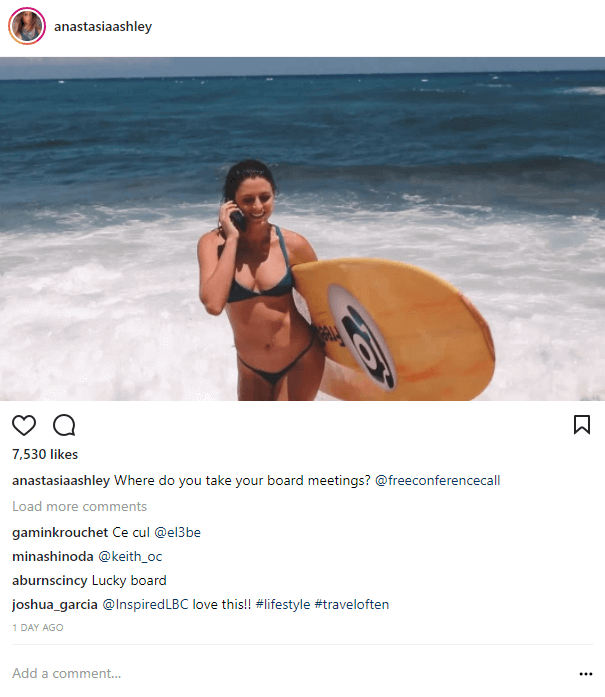 anastasiaashley
7,530 likes
anastasiaashley Where do you take your board meetings? @freeconferencecall
Load more comments
gaminkrouchet Ce cul @el3be
minashinoda @keith_oc
aburnscincy Lucky board
joshua_garcia @InspiredLBC love this!! #lifestyle #traveloften
1 DAY AGO
Add a comment...